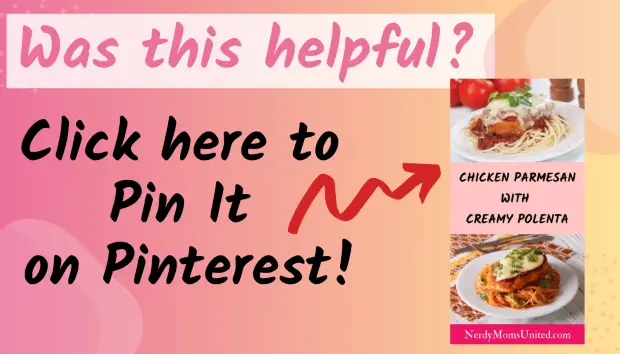 Was this helpful?
Click here to
Pin It
on Pinterest!
CHICKEN PARMESAN
WITH
CREAMY POLENTA
NerdyMomsUnited.com